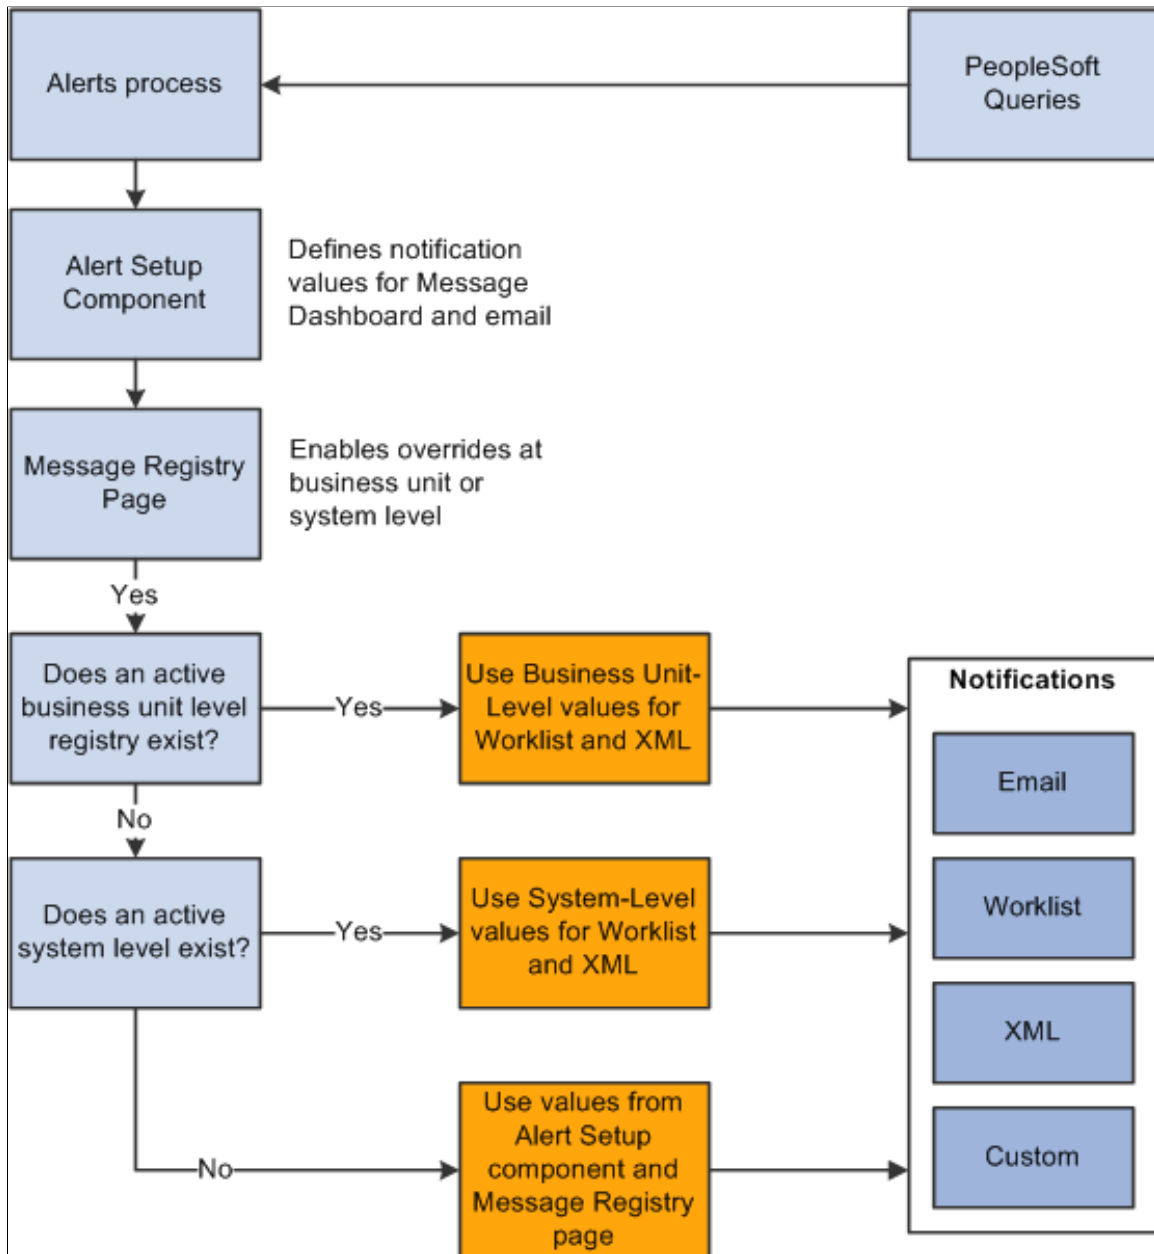 Alerts process
PeopleSoft
Queries
Alert Setup
Component
Defines notification
values for Message
Dashboard and email
Message Registry
Page
Enables overrides at
business unit or
system level
Yes
Does an active
business unit level
registry exist?
Yes
Use Business Unit-
Level values for
Worklist and XML
Notifications
Email
No
Does an active
system level exist?
Yes
Use System-Level
values for Worklist
and XML
Worklist
XML
No
Use values from
Alert Setup
component and
Message Registry
page
Custom